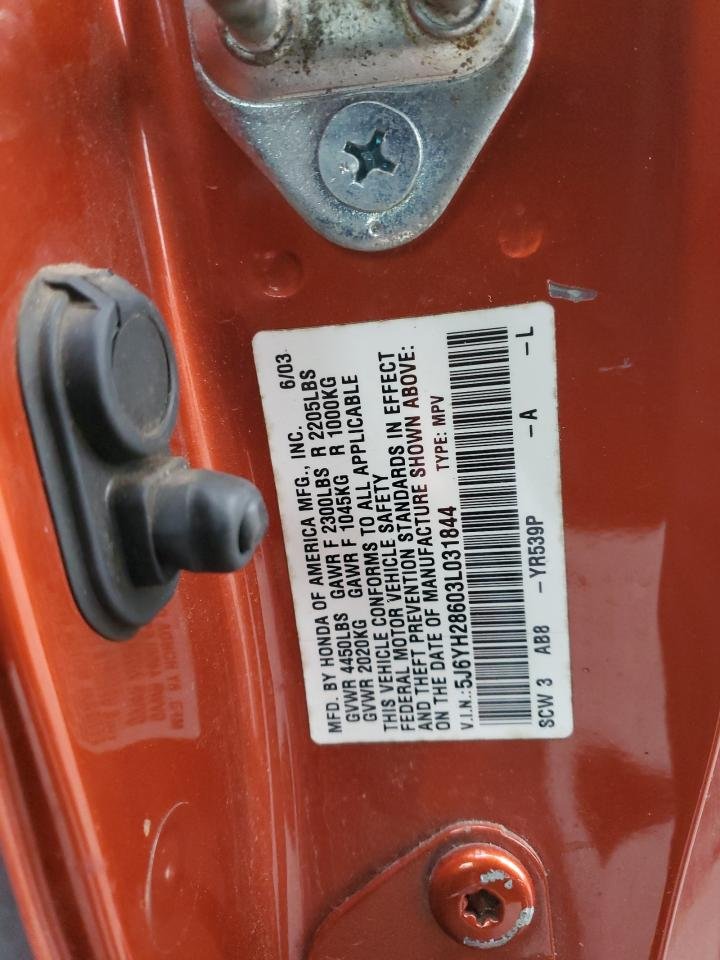 MFD. BY HONDA OF AMERICA MFG., INC. 6/03
GVWR 4450LBS GAWR F 2300LBS R 2205LBS
GVWR 2020KG GAWR F 1045KG R 1000KG
THIS VEHICLE CONFORMS TO ALL APPLICABLE
FEDERAL MOTOR VEHICLE SAFETY
AND THEFT PREVENTION STANDARDS IN EFFECT
ON THE DATE OF MANUFACTURE SHOWN ABOVE:
V.I.N.:5J6YH28603L031844 TYPE: MPV
SCW 3 AB8 - YR539P - A - L